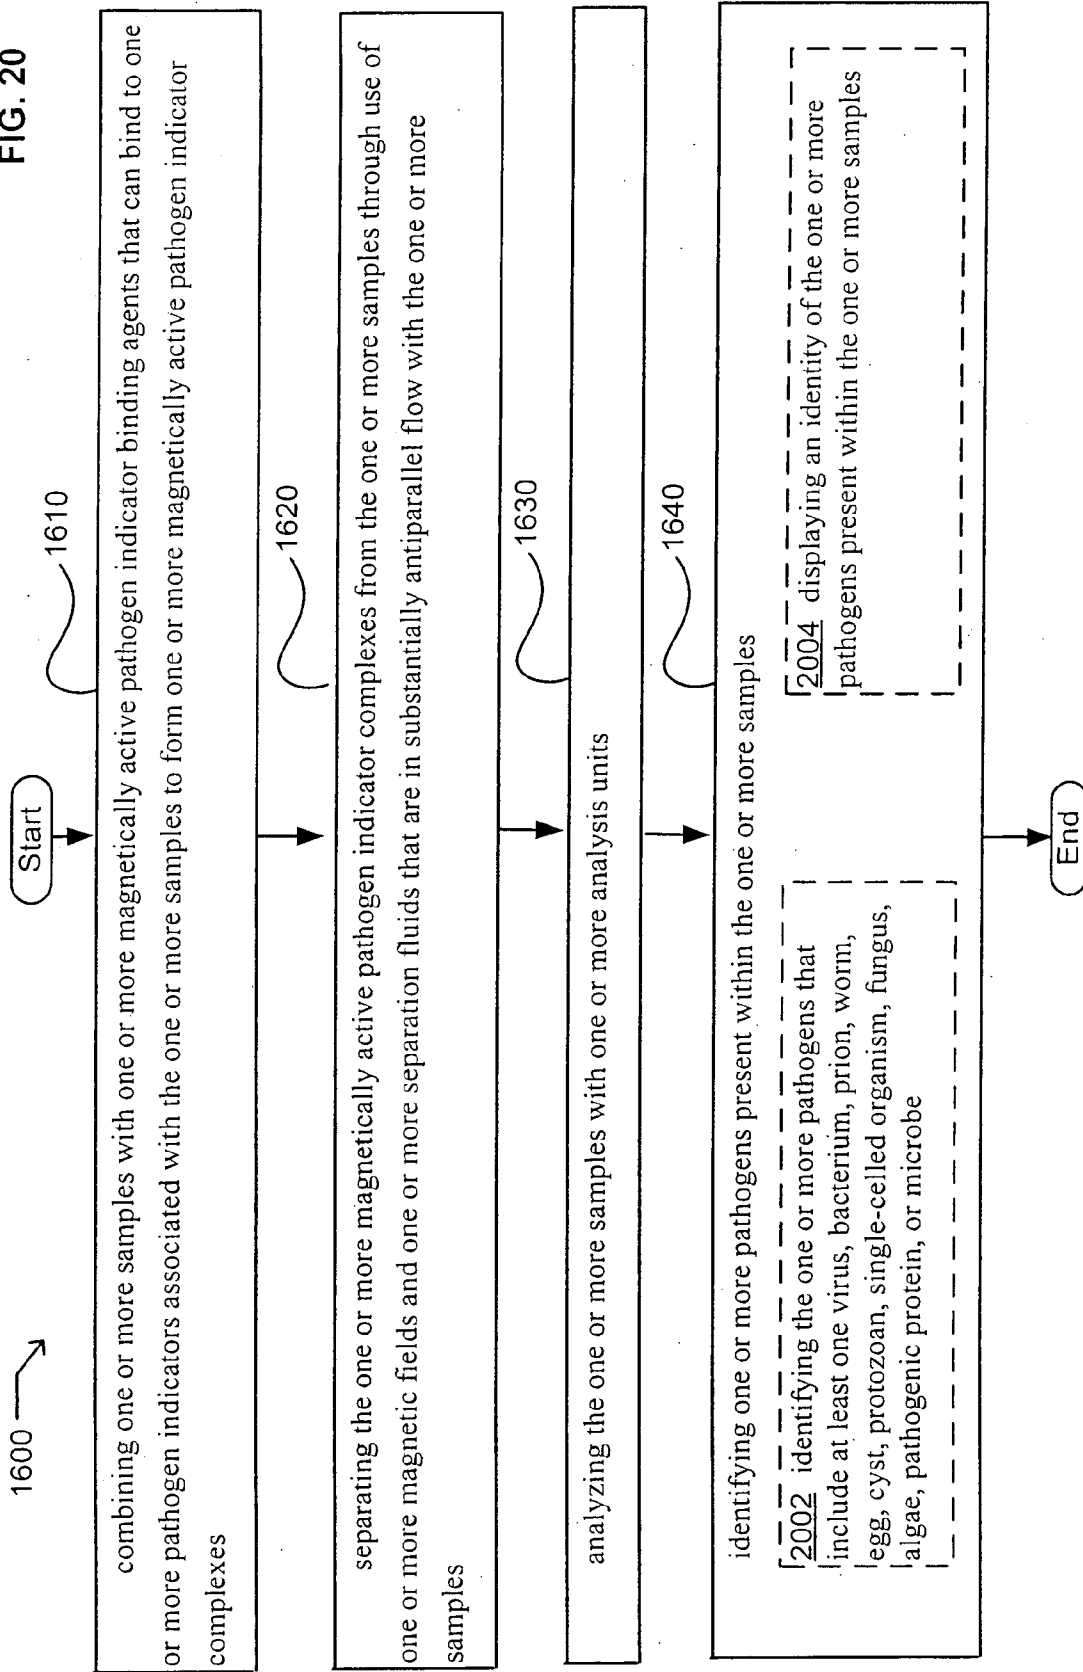 FIG. 20
1600
Start
1610
combining one or more samples with one or more magnetically active pathogen indicator binding agents that can bind to one
or more pathogen indicators associated with the one or more samples to form one or more magnetically active pathogen indicator
complexes
1620
separating the one or more magnetically active pathogen indicator complexes from the one or more samples through use of
one or more magnetic fields and one or more separation fluids that are in substantially antiparallel flow with the one or more
samples
1630
analyzing the one or more samples with one or more analysis units
1640
identifying one or more pathogens present within the one or more samples
2002 identifying the one or more pathogens that
include at least one virus, bacterium, prion, worm,
egg, cyst, protozoan, single-celled organism, fungus,
algae, pathogenic protein, or microbe
2004 displaying an identity of the one or more
pathogens present within the one or more samples
End